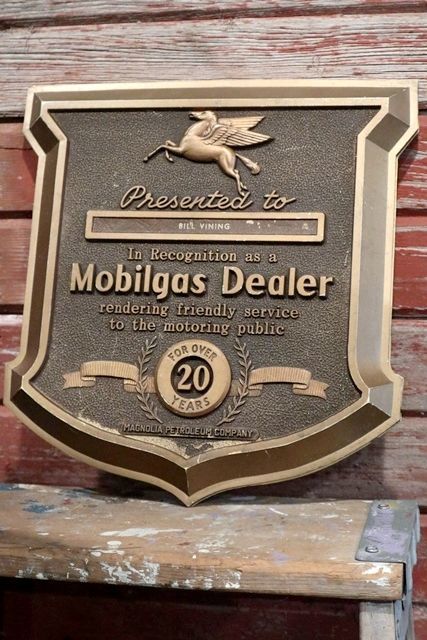 Presented to
BILL VINING
In Recognition as a
Mobilgas Dealer
rendering friendly service
to the motoring public
FOR OVER
20
YEARS
MAGNOLIA PETROLEUM COMPANY